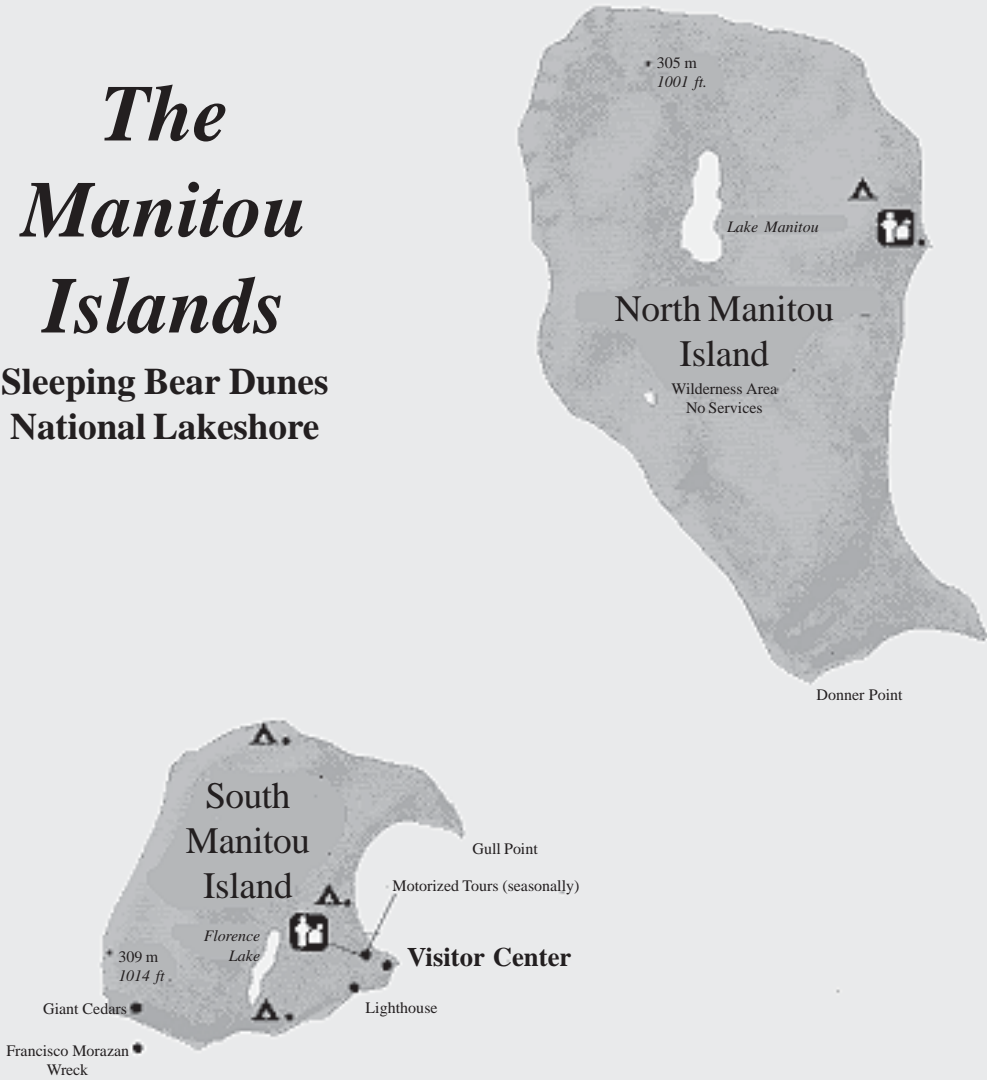 The
Manitou
Islands
Sleeping Bear Dunes
National Lakeshore
305 m
1001 ft.
Lake Manitou
North Manitou
Island
Wilderness Area
No Services
Donner Point
South
Manitou
Island
Gull Point
Motorized Tours (seasonally)
Florence
Lake
Visitor Center
309 m
1014 ft.
Giant Cedars
Lighthouse
Francisco Morazan
Wreck